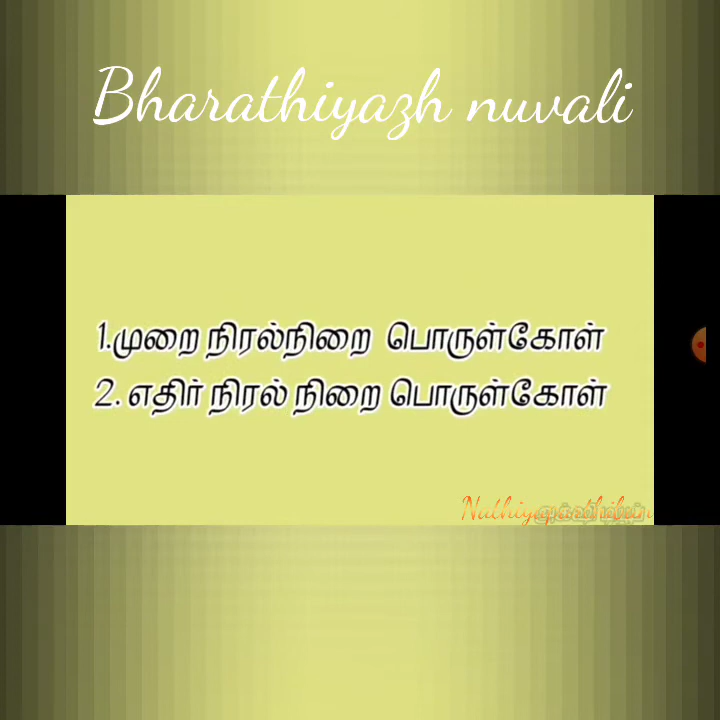 Bharathiyazh nuvali
1.முறை நிரல்நிறை பொருள்கோள்
2. எதிர் நிரல் நிறை பொருள்கோள்